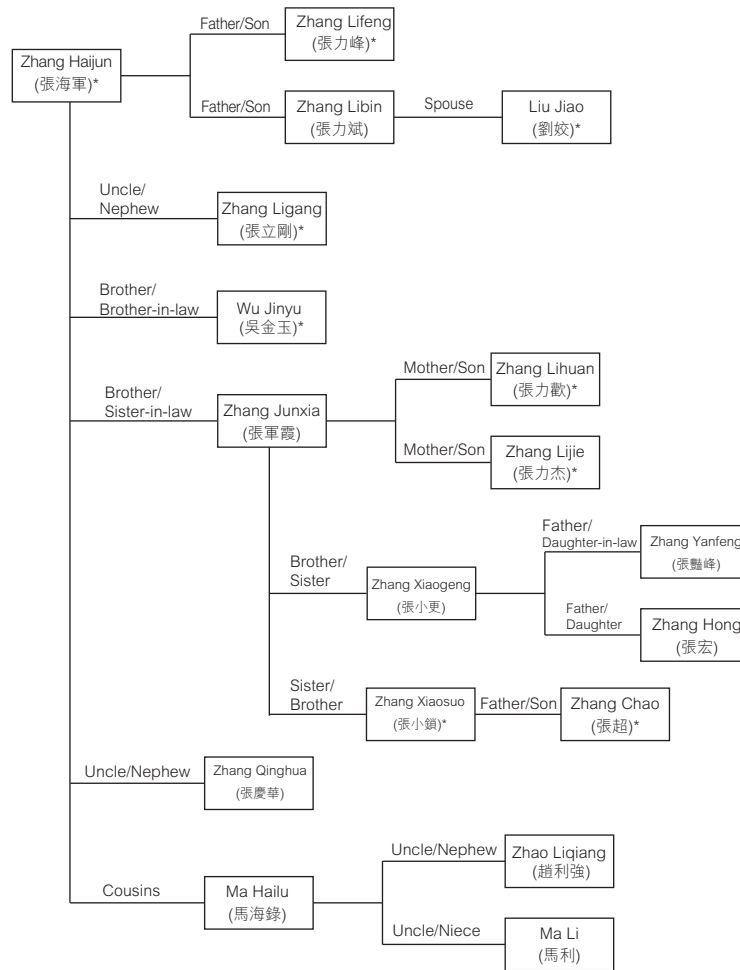 Father/Son
Zhang Lifeng
(張力峰)*
Zhang Haijun
(張海軍)*
Father/Son
Zhang Libin
(張力斌)
Spouse
Liu Jiao
(劉姣)*
Uncle/
Nephew
Zhang Ligang
(張立剛)*
Brother/
Brother-in-law
Wu Jinyu
(吳金玉)*
Brother/
Sister-in-law
Zhang Junxia
(張軍霞)
Mother/Son
Zhang Lihuan
(張力歡)*
Mother/Son
Zhang Lijie
(張力杰)*
Brother/
Sister
Zhang Xiaogeng
(張小更)
Father/
Daughter-in-law
Zhang Yanfeng
(張豔峰)
Father/
Daughter
Zhang Hong
(張宏)
Sister/
Brother
Zhang Xiaosuo
(張小鎖)*
Father/Son
Zhang Chao
(張超)*
Uncle/Nephew
Zhang Qinghua
(張慶華)
Cousins
Ma Hailu
(馬海錄)
Uncle/Nephew
Zhao Liqiang
(趙利強)
Uncle/Niece
Ma Li
(馬利)